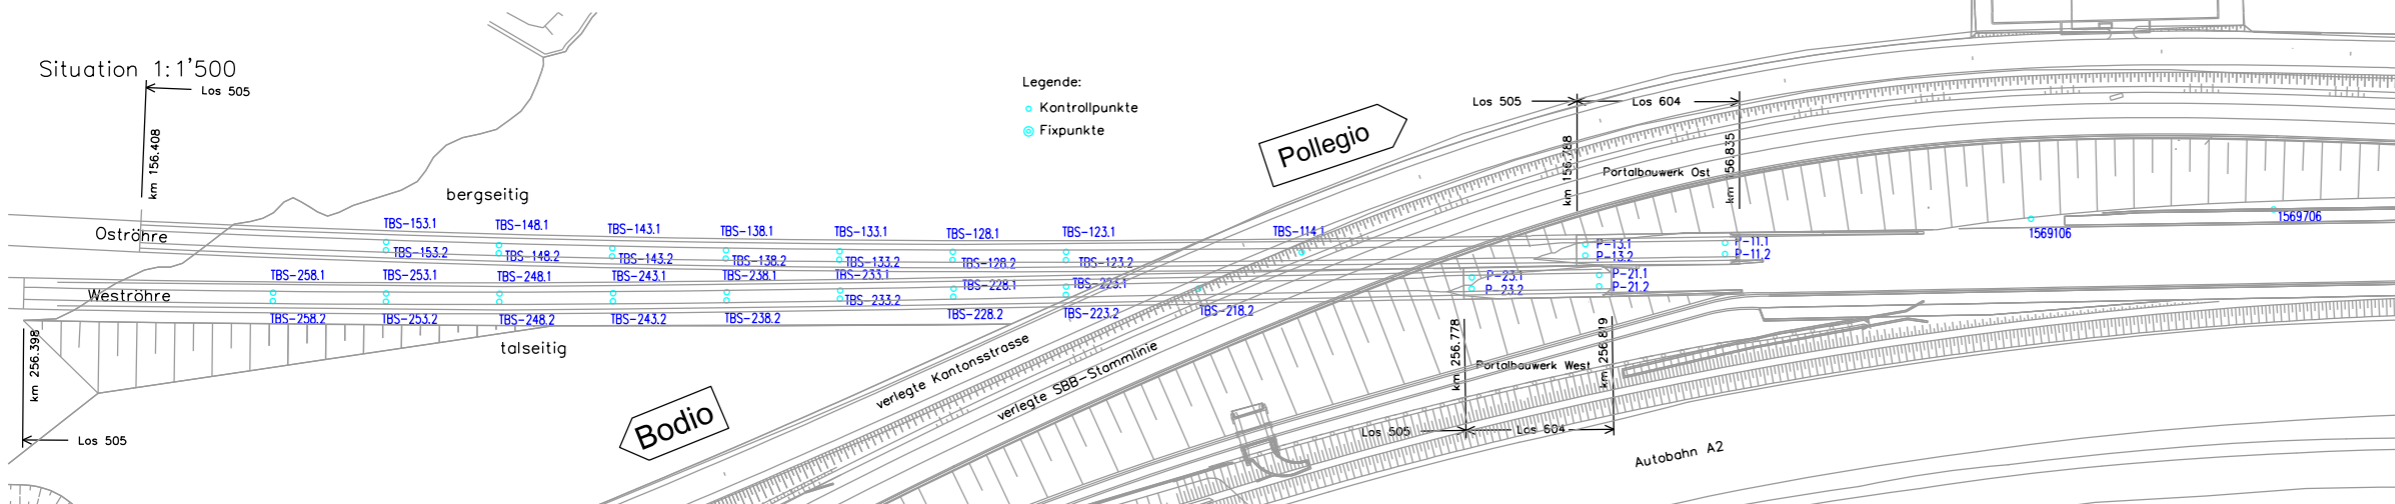 Situation 1:1'500
Los 505
km 156.408
Legende:
Kontrollpunkte
Fixpunkte
Pollegio
Los 505
Los 604
km 156.788
km 156.835
Portalbauwerk Ost
bergseitig
Oströhre
TBS-153.1
TBS-148.1
TBS-143.1
TBS-138.1
TBS-133.1
TBS-128.1
TBS-123.1
TBS-114.1
TBS-153.2
TBS-148.2
TBS-143.2
TBS-138.2
TBS-133.2
TBS-128.2
TBS-123.2
P-13.1
P-13.2
P-11.1
P-11.2
1569106
1569706
Weströhre
TBS-258.1
TBS-253.1
TBS-248.1
TBS-243.1
TBS-238.1
TBS-233.1
TBS-228.1
TBS-223.1
P-23.1
P-23.2
P-21.1
P-21.2
TBS-258.2
TBS-253.2
TBS-248.2
TBS-243.2
TBS-238.2
TBS-233.2
TBS-228.2
TBS-223.2
TBS-218.2
talseitig
km 256.398
Los 505
Bodio
verlegte Kantonsstrasse
verlegte SBB-Stammlinie
km 256.778
km 256.819
Portalbauwerk West
Los 505
Los 604
Autobahn A2